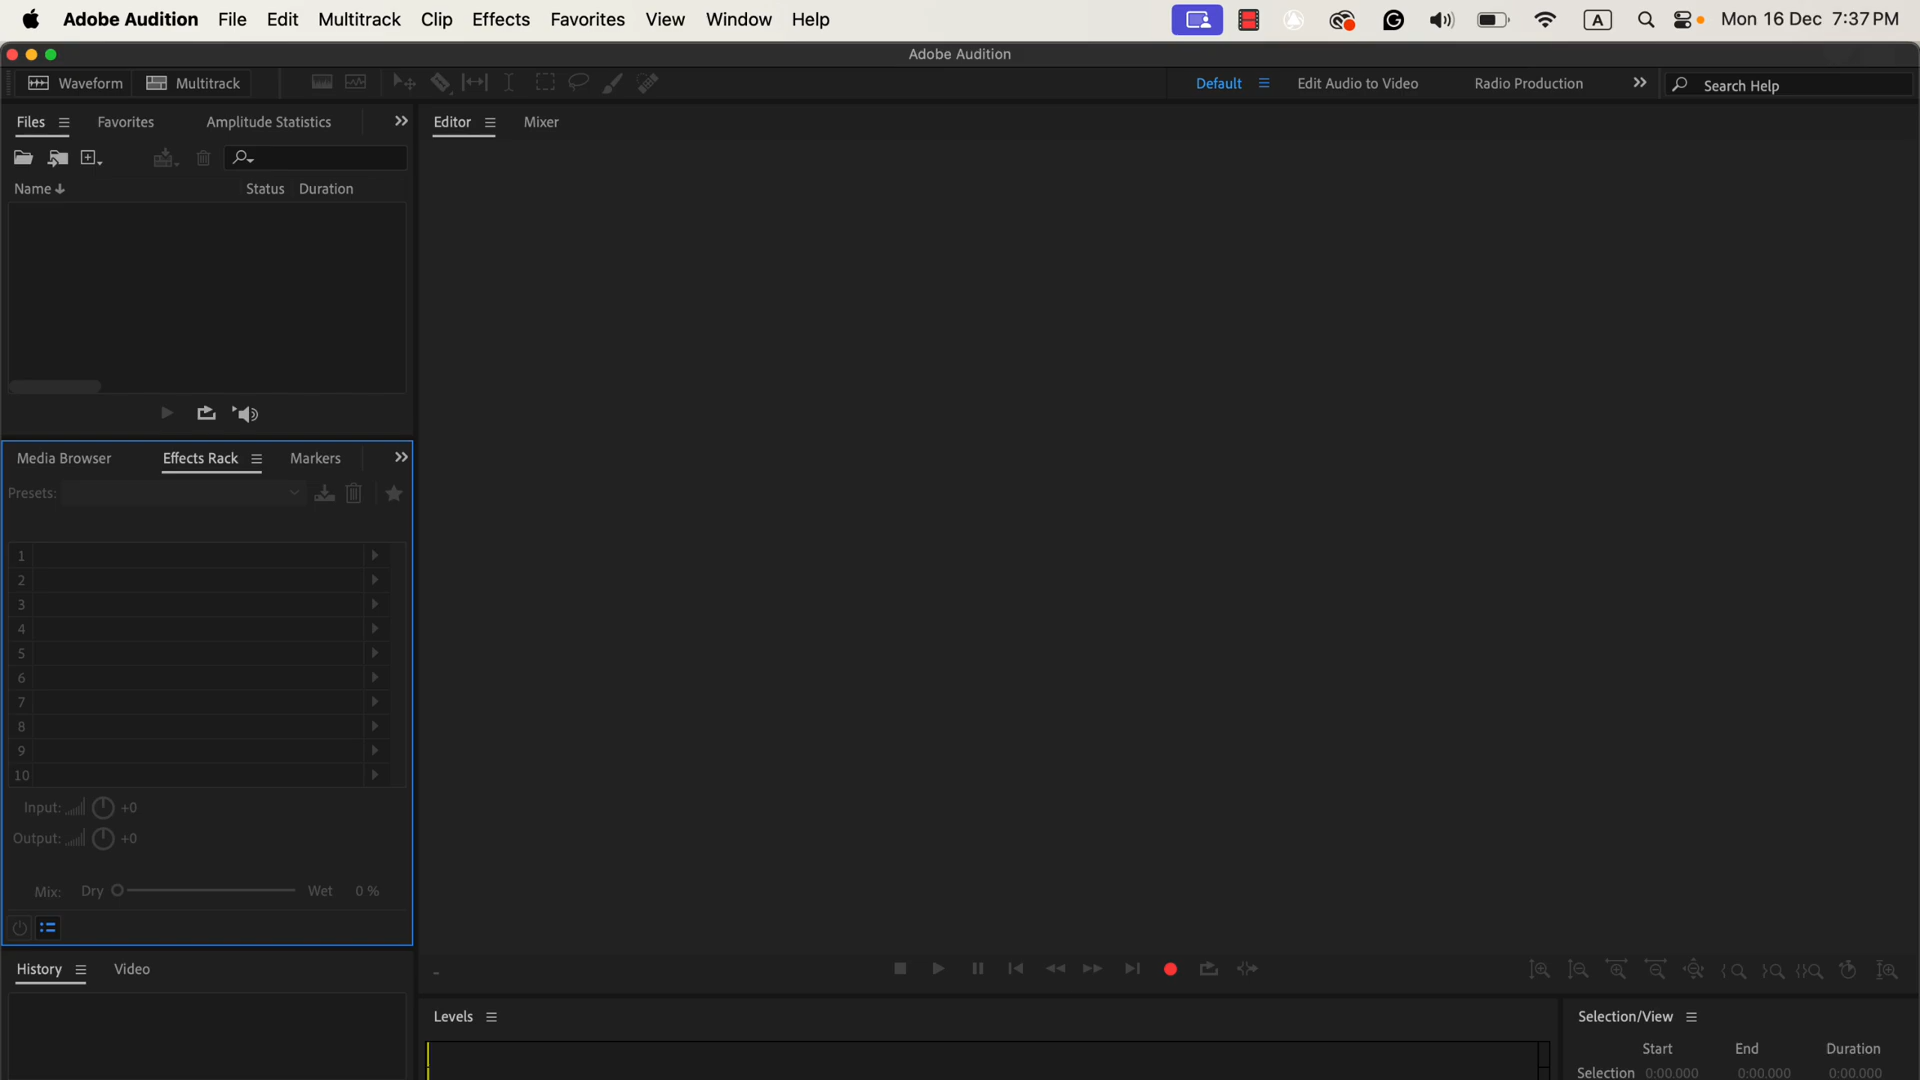 Adobe Audition File Edit Multitrack Clip Effects Favorites View Window Help A Mon 16 Dec 7:37 PM
Adobe Audition
Waveform Multitrack Default Edit Audio to Video Radio Production Search Help
Files Favorites Amplitude Statistics Editor Mixer
Name Status Duration
Media Browser Effects Rack Markers
Presets:
1
2
3
4
5
6
7
8
9
10
Input: +0
Output: +0
Mix: Dry Wet 0 %
History Video
Levels Selection/View
Start End Duration
Selection 0:00.000 0:00.000 0:00.000